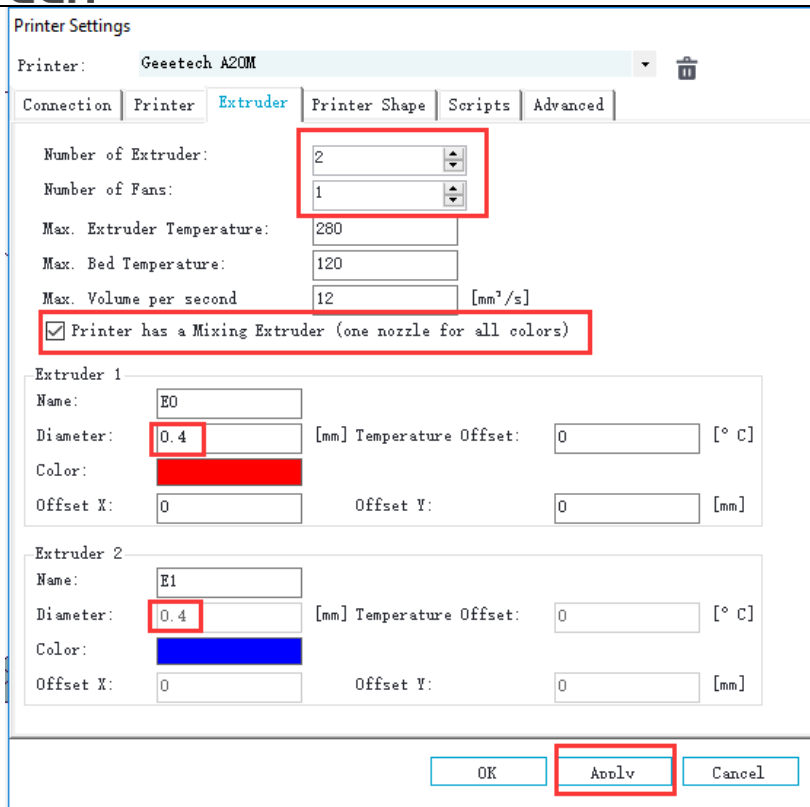 Printer Settings
Printer: Geeetech A20M
Connection Printer Extruder Printer Shape Scripts Advanced
Number of Extruder: 2
Number of Fans: 1
Max. Extruder Temperature: 280
Max. Bed Temperature: 120
Max. Volume per second 12 [mm³/s]
Printer has a Mixing Extruder (one nozzle for all colors)
Extruder 1
Name: E0
Diameter: 0.4 [mm] Temperature Offset: 0 [° C]
Color:
Offset X: 0 Offset Y: 0 [mm]
Extruder 2
Name: E1
Diameter: 0.4 [mm] Temperature Offset: 0 [° C]
Color:
Offset X: 0 Offset Y: 0 [mm]
OK Apply Cancel